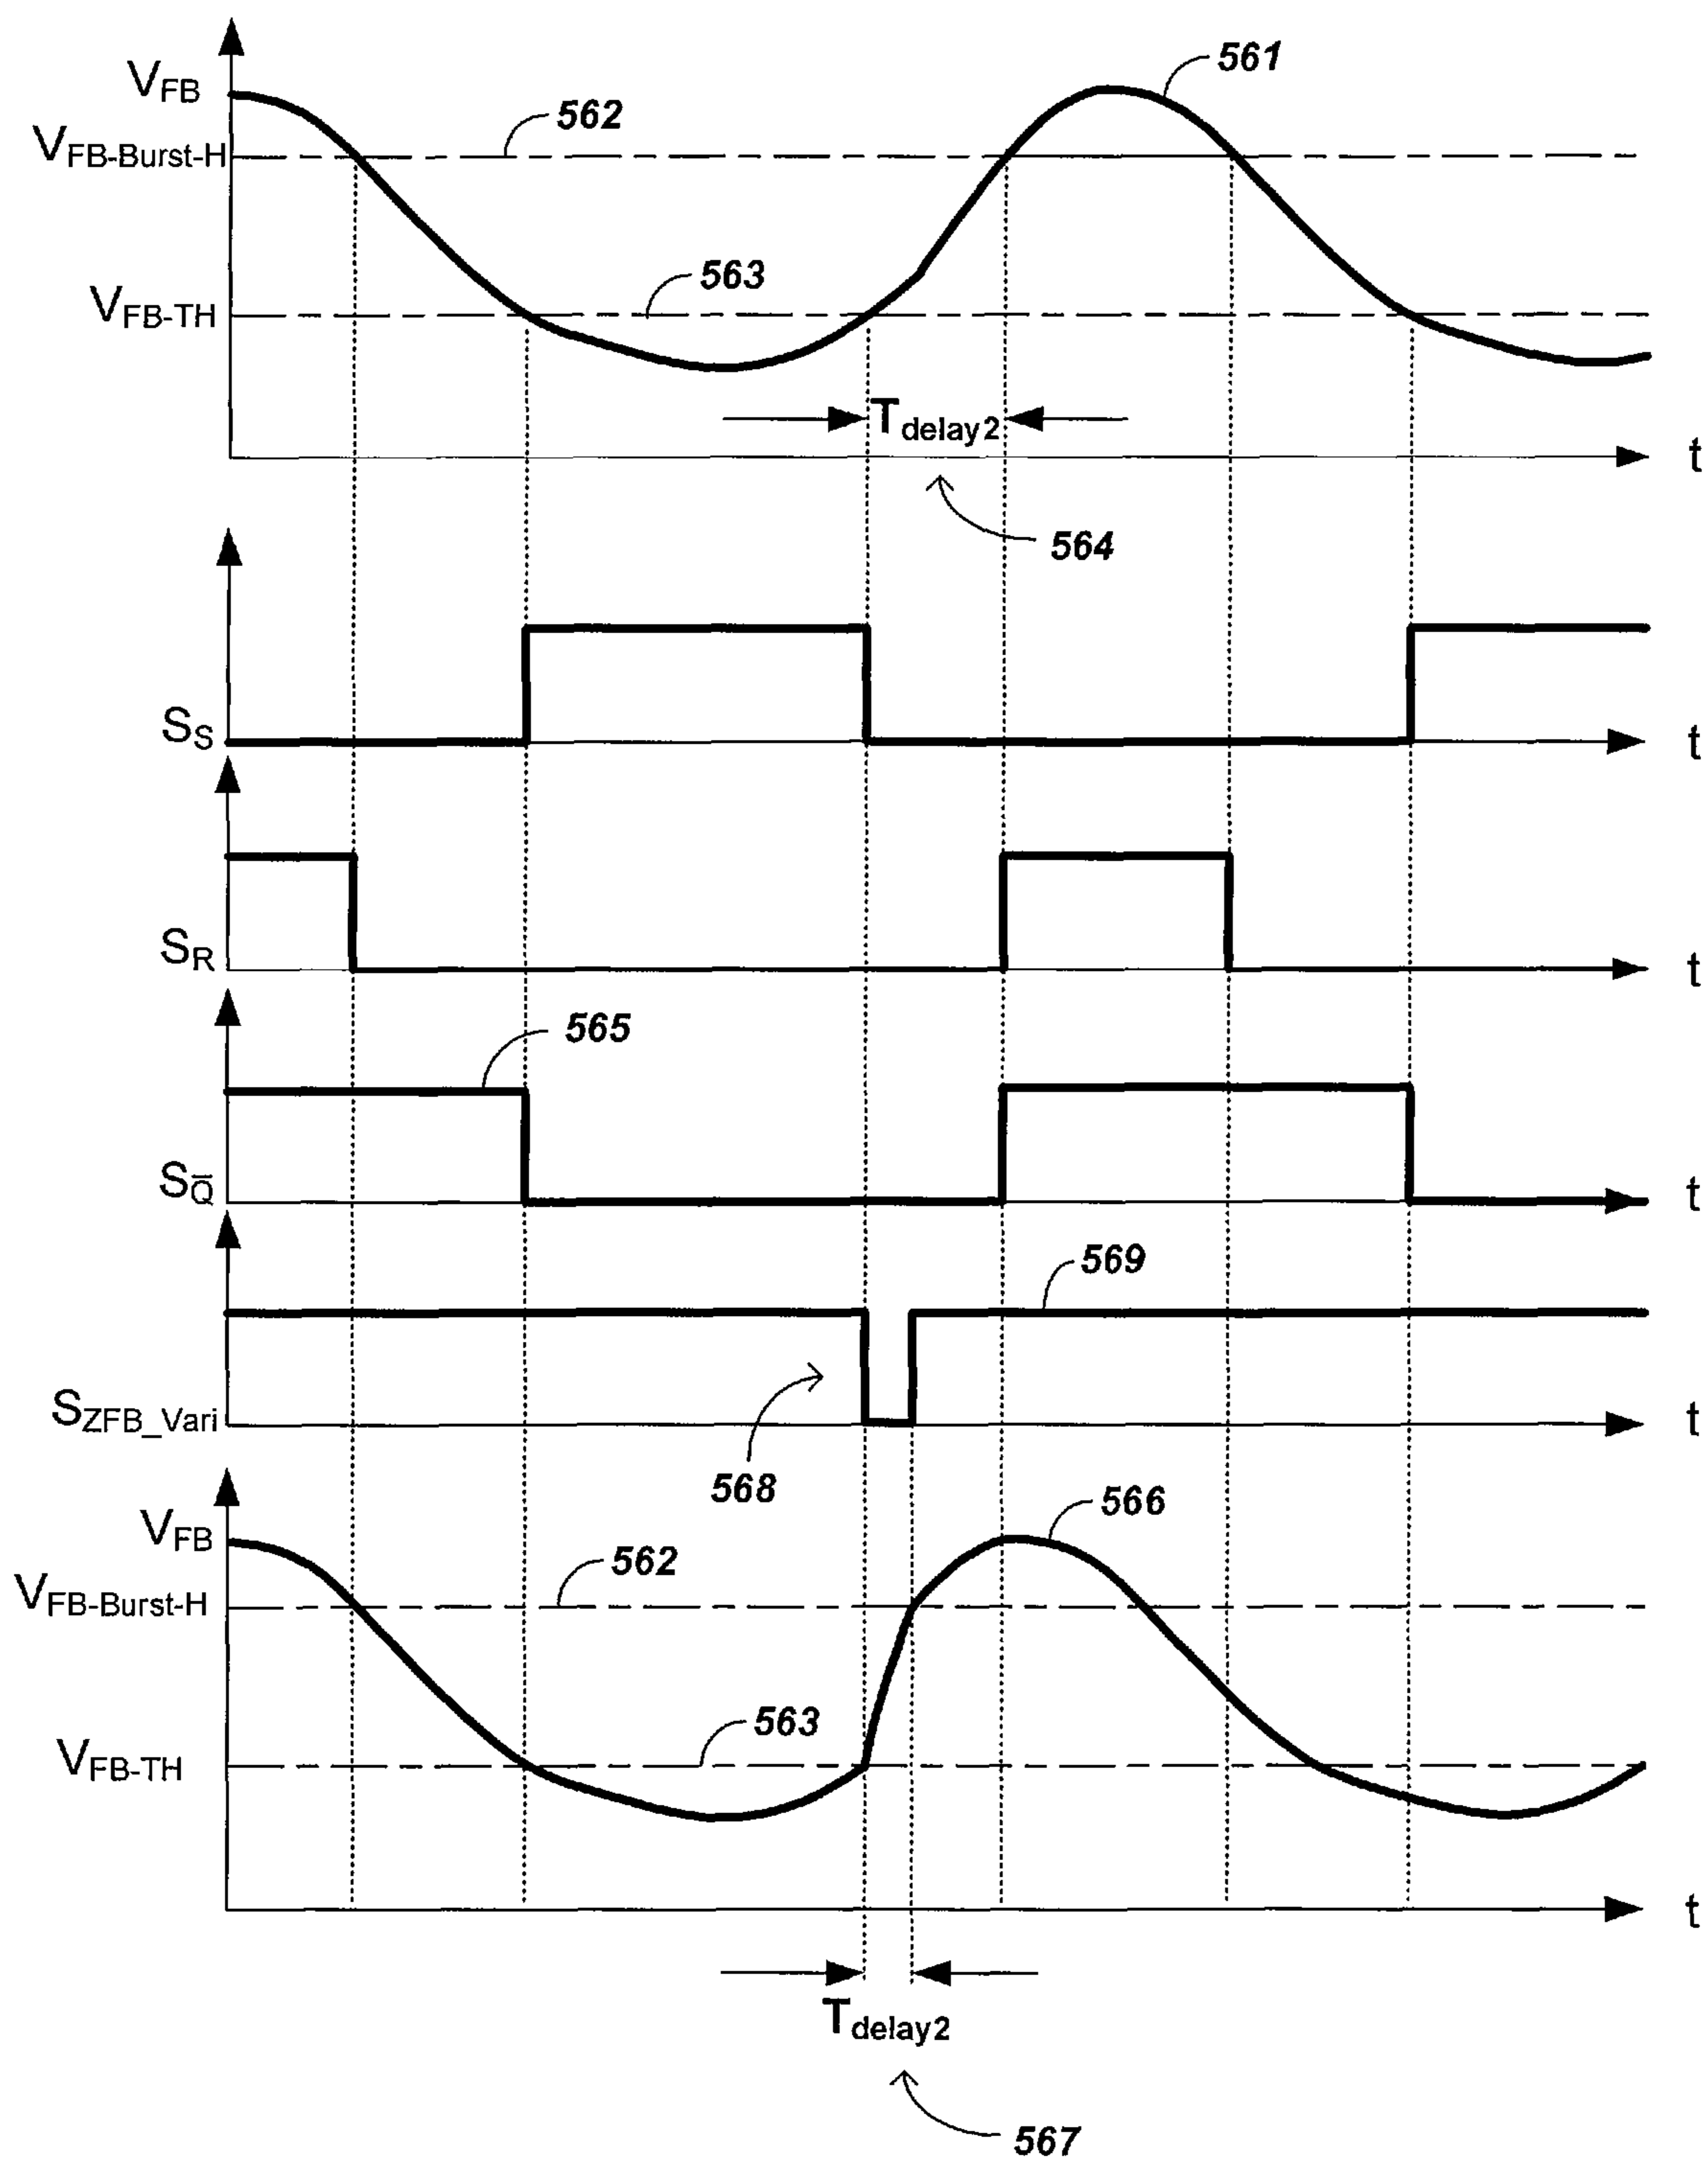 V_FB
561
562
V_FB-Burst-H
563
V_FB-TH
T_delay2
t
564
S_S
t
S_R
t
565
S_Q̅
t
569
S_ZFB_Vari
t
568
V_FB
566
562
V_FB-Burst-H
563
V_FB-TH
t
T_delay2
567